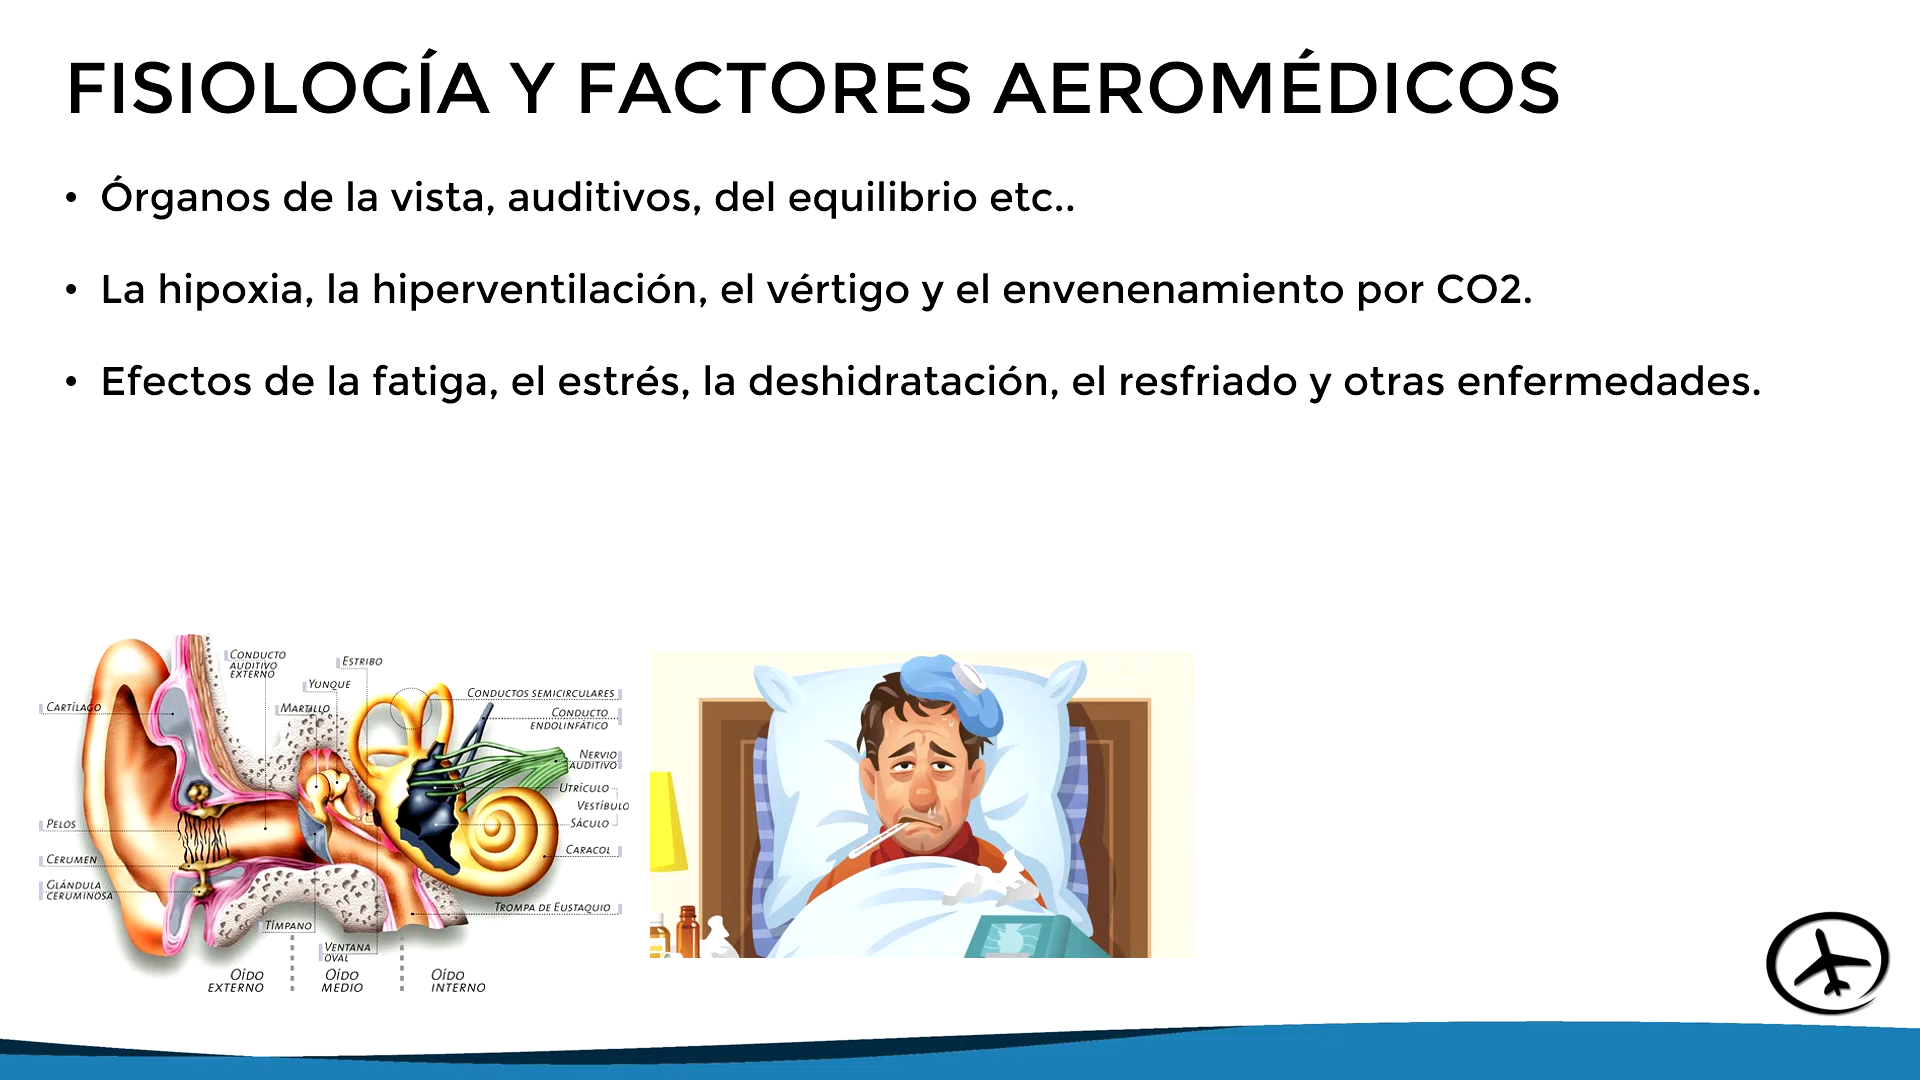 FISIOLOGÍA Y FACTORES AEROMÉDICOS
• Órganos de la vista, auditivos, del equilibrio etc..
• La hipoxia, la hiperventilación, el vértigo y el envenenamiento por CO2.
• Efectos de la fatiga, el estrés, la deshidratación, el resfriado y otras enfermedades.
CONDUCTO
AUDITIVO
EXTERNO
ESTRIBO
YUNQUE
MARTILLO
CARTÍLAGO
CONDUCTOS SEMICIRCULARES
CONDUCTO
ENDOLINFÁTICO
NERVIO
AUDITIVO
UTRÍCULO
VESTÍBULO
SÁCULO
CARACOL
PELOS
CERUMEN
GLÁNDULA
CERUMINOSA
TROMPA DE EUSTAQUIO
TÍMPANO
VENTANA
OVAL
OÍDO
EXTERNO
OÍDO
MEDIO
OÍDO
INTERNO